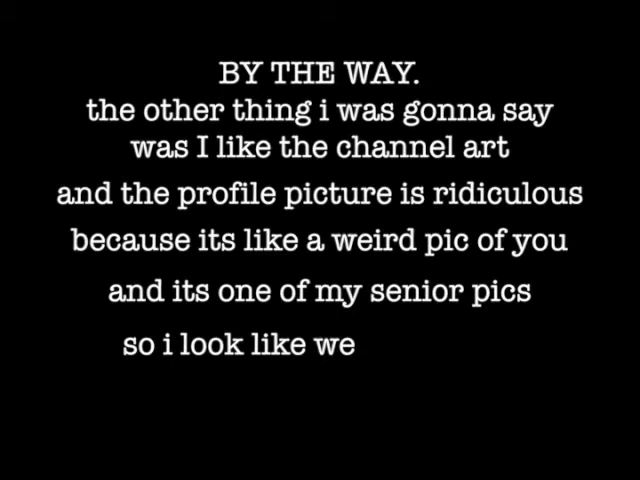 BY THE WAY.
the other thing i was gonna say
was I like the channel art
and the profile picture is ridiculous
because its like a weird pic of you
and its one of my senior pics
so i look like we